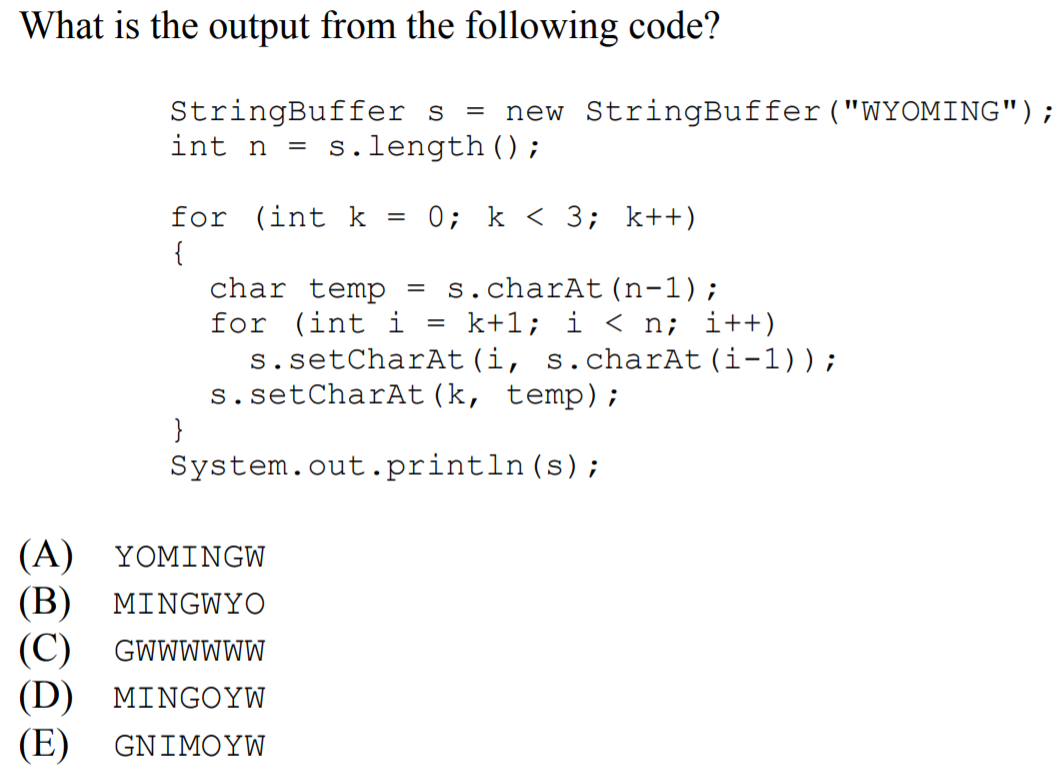 What is the output from the following code?
StringBuffer s = new StringBuffer("WYOMING");
int n = s.length();
for (int k = 0; k < 3; k++)
{
char temp = s.charAt(n-1);
for (int i = k+1; i < n; i++)
s.setCharAt(i, s.charAt(i-1));
s.setCharAt(k, temp);
}
System.out.println(s);
(A) YOMINGW
(B) MINGWYO
(C) GWWWWWW
(D) MINGOYW
(E) GNIMOYW